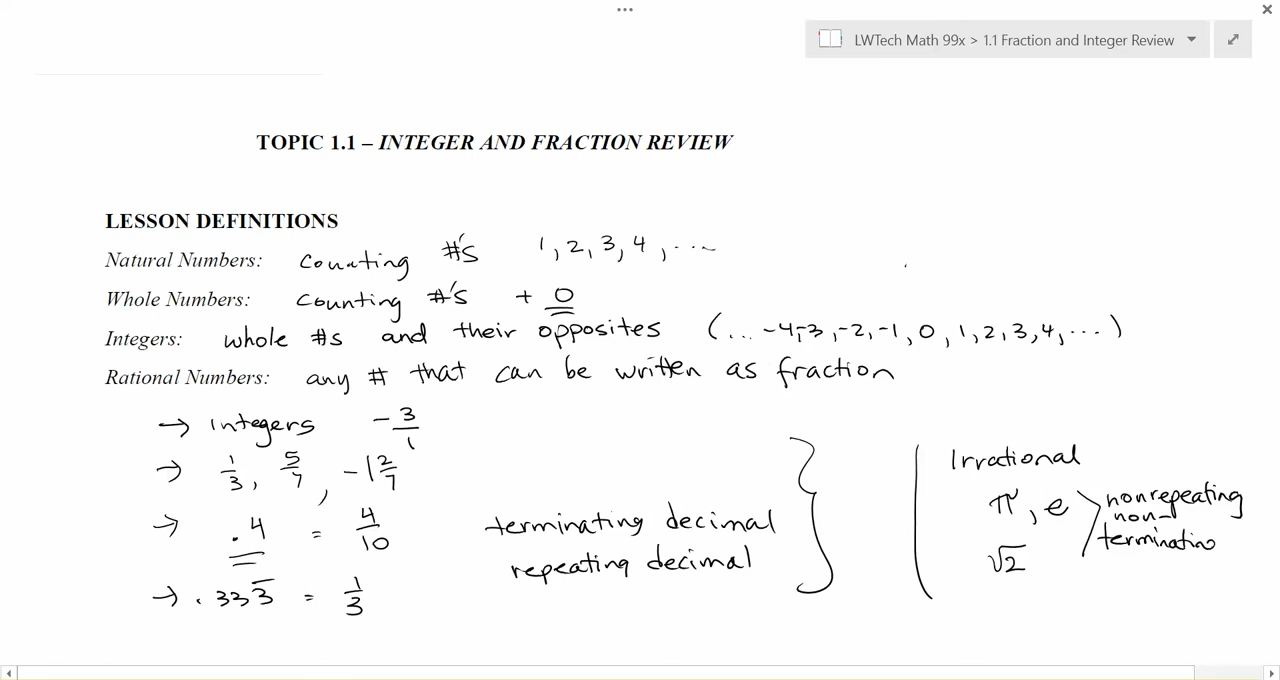 LWTech Math 99x > 1.1 Fraction and Integer Review
TOPIC 1.1 – INTEGER AND FRACTION REVIEW
LESSON DEFINITIONS
Natural Numbers: counting #'s 1, 2, 3, 4, ...
Whole Numbers: counting #'s + 0
Integers: whole #s and their opposites (... -4, -3, -2, -1, 0, 1, 2, 3, 4, ...)
Rational Numbers: any # that can be written as fraction
→ integers -3/1
→ 1/3, 5/7, -1 2/7
→ .4 = 4/10
→ .333̅ = 1/3
terminating decimal
repeating decimal
Irrational
π, e
√2
nonrepeating
non-
terminatino